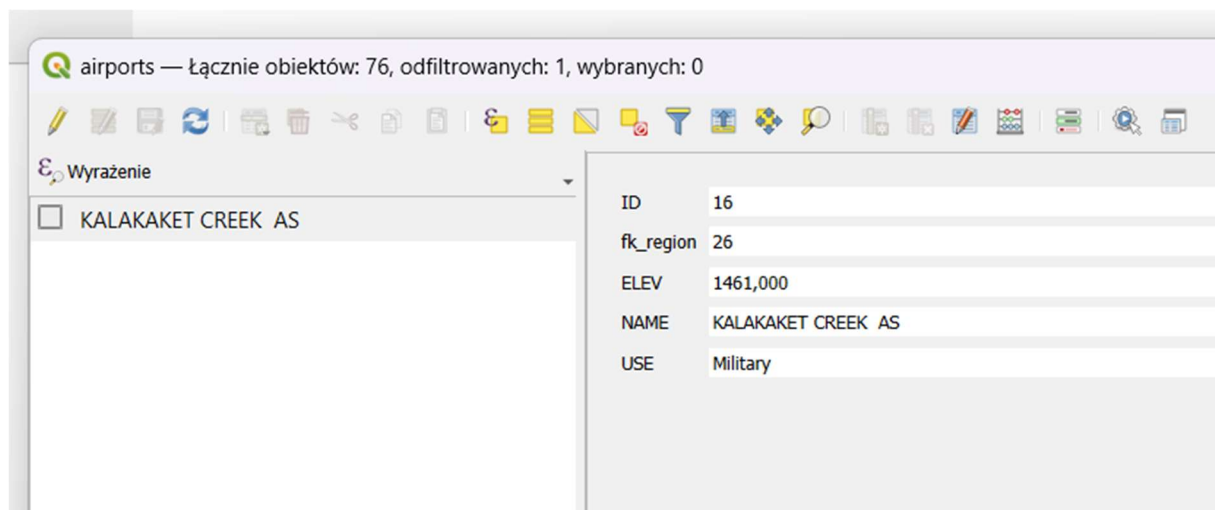 airports — Łącznie obiektów: 76, odfiltrowanych: 1, wybranych: 0
Wyrażenie
KALAKAKET CREEK  AS
ID 16
fk_region 26
ELEV 1461,000
NAME KALAKAKET CREEK  AS
USE Military